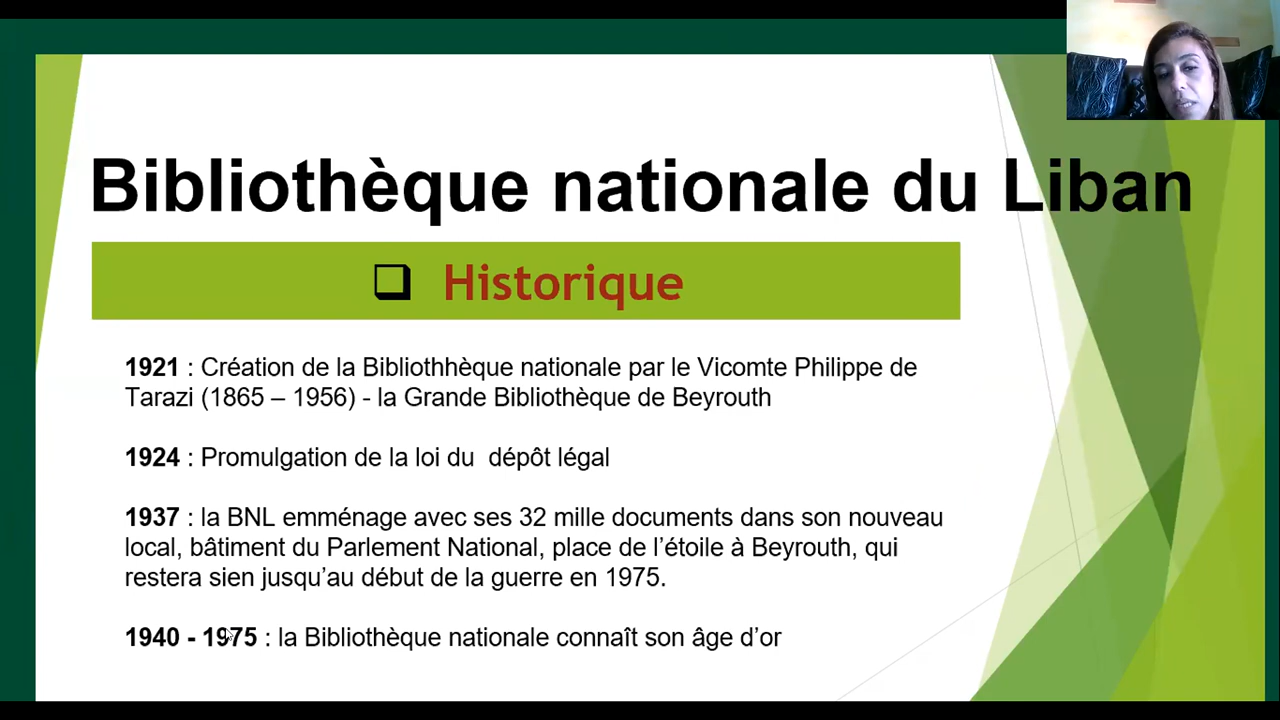 Bibliothèque nationale du Liban
❑ Historique
1921 : Création de la Bibliothhèque nationale par le Vicomte Philippe de
Tarazi (1865 – 1956) - la Grande Bibliothèque de Beyrouth
1924 : Promulgation de la loi du  dépôt légal
1937 : la BNL emménage avec ses 32 mille documents dans son nouveau
local, bâtiment du Parlement National, place de l’étoile à Beyrouth, qui
restera sien jusqu’au début de la guerre en 1975.
1940 - 1975 : la Bibliothèque nationale connaît son âge d’or